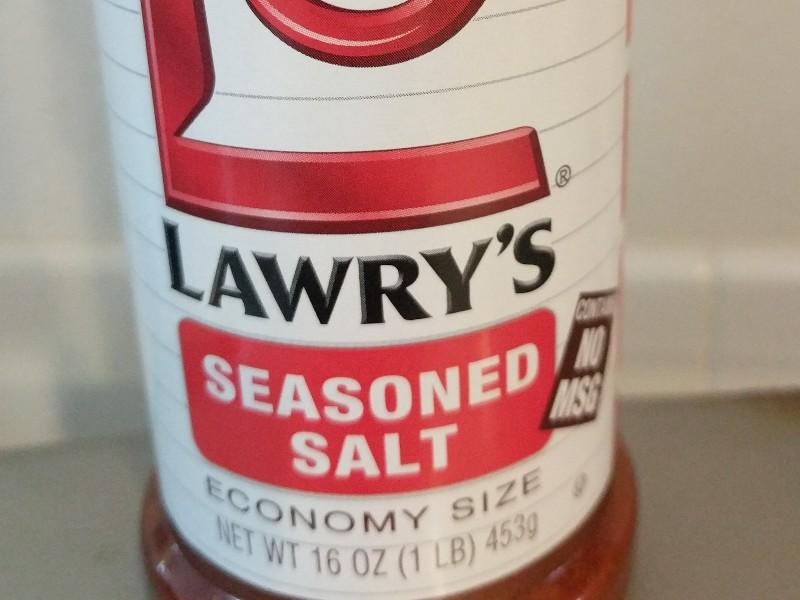 L
®
LAWRY'S
CONTAINS
NO
MSG
SEASONED
SALT
ECONOMY SIZE
NET WT 16 OZ (1 LB) 453g